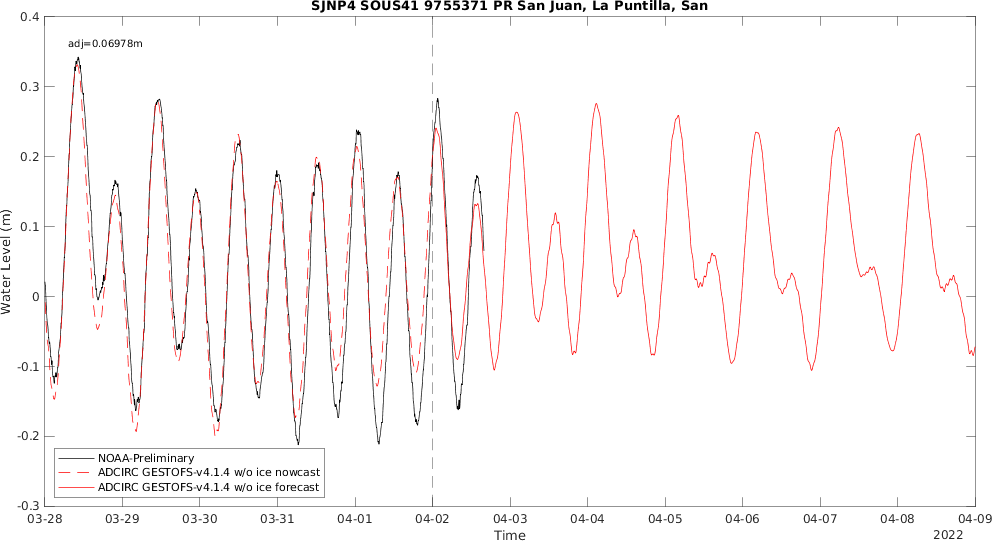 SJNP4 SOUS41 9755371 PR San Juan, La Puntilla, San
adj=0.06978m
0.4
0.3
0.2
0.1
0
-0.1
-0.2
-0.3
Water Level (m)
NOAA-Preliminary
ADCIRC GESTOFS-v4.1.4 w/o ice nowcast
ADCIRC GESTOFS-v4.1.4 w/o ice forecast
03-28 03-29 03-30 03-31 04-01 04-02 04-03 04-04 04-05 04-06 04-07 04-08 04-09
Time
2022